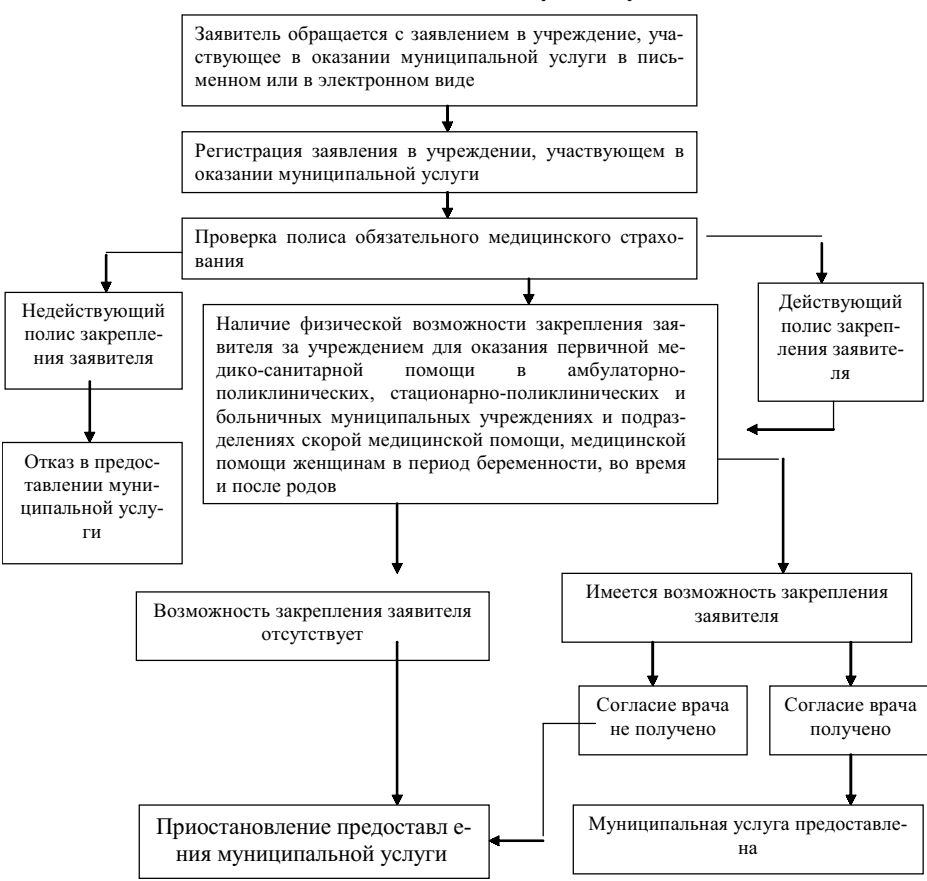 Заявитель обращается с заявлением в учреждение, уча-
ствующее в оказании муниципальной услуги в пись-
менном или в электронном виде
Регистрация заявления в учреждении, участвующем в
оказании муниципальной услуги
Проверка полиса обязательного медицинского страхо-
вания
Недействующий
полис закрепле-
ния заявителя
Наличие физической возможности закрепления зая-
вителя за учреждением для оказания первичной ме-
дико-санитарной помощи в амбулаторно-
поликлинических, стационарно-поликлинических и
больничных муниципальных учреждениях и подраз-
делениях скорой медицинской помощи, медицинской
помощи женщинам в период беременности, во время
и после родов
Действующий
полис закреп-
ления заявите-
ля
Отказ в предос-
тавлении муни-
ципальной услу-
ги
Возможность закрепления заявителя
отсутствует
Имеется возможность закрепления
заявителя
Согласие врача
не получено
Согласие врача
получено
Приостановление предоставл е-
ния муниципальной услуги
Муниципальная услуга предоставле-
на